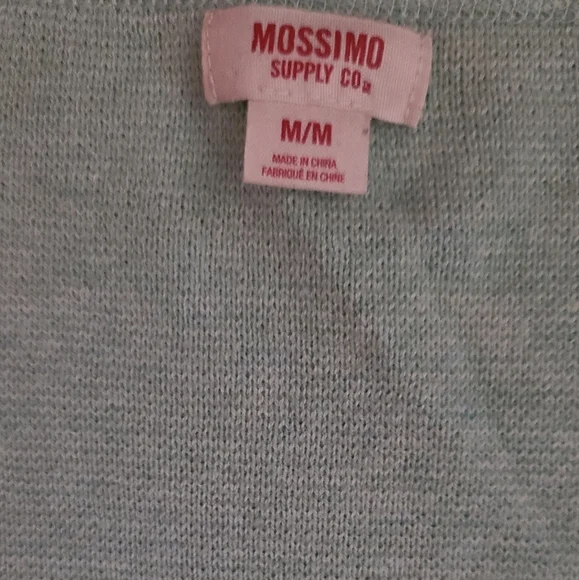 MOSSIMO
SUPPLY CO
M/M
MADE IN CHINA
FABRIQUÉ EN CHINE